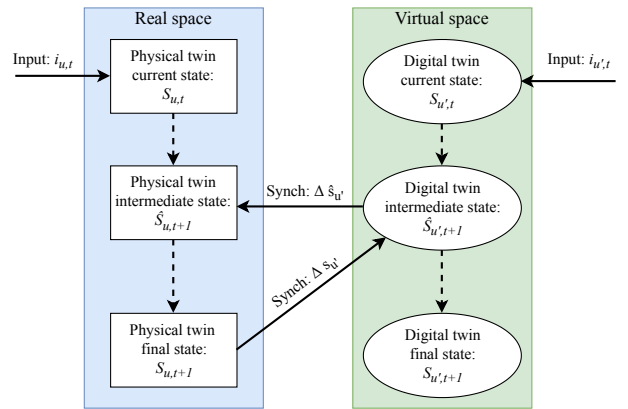 Real space
Virtual space
Input: i_{u,t}
Physical twin
current state:
S_{u,t}
Digital twin
current state:
S_{u',t}
Input: i_{u',t}
Physical twin
intermediate state:
Ŝ_{u,t+1}
Synch: Δ ŝ_{u'}
Digital twin
intermediate state:
Ŝ_{u',t+1}
Synch: Δ s_{u'}
Physical twin
final state:
S_{u,t+1}
Digital twin
final state:
S_{u',t+1}